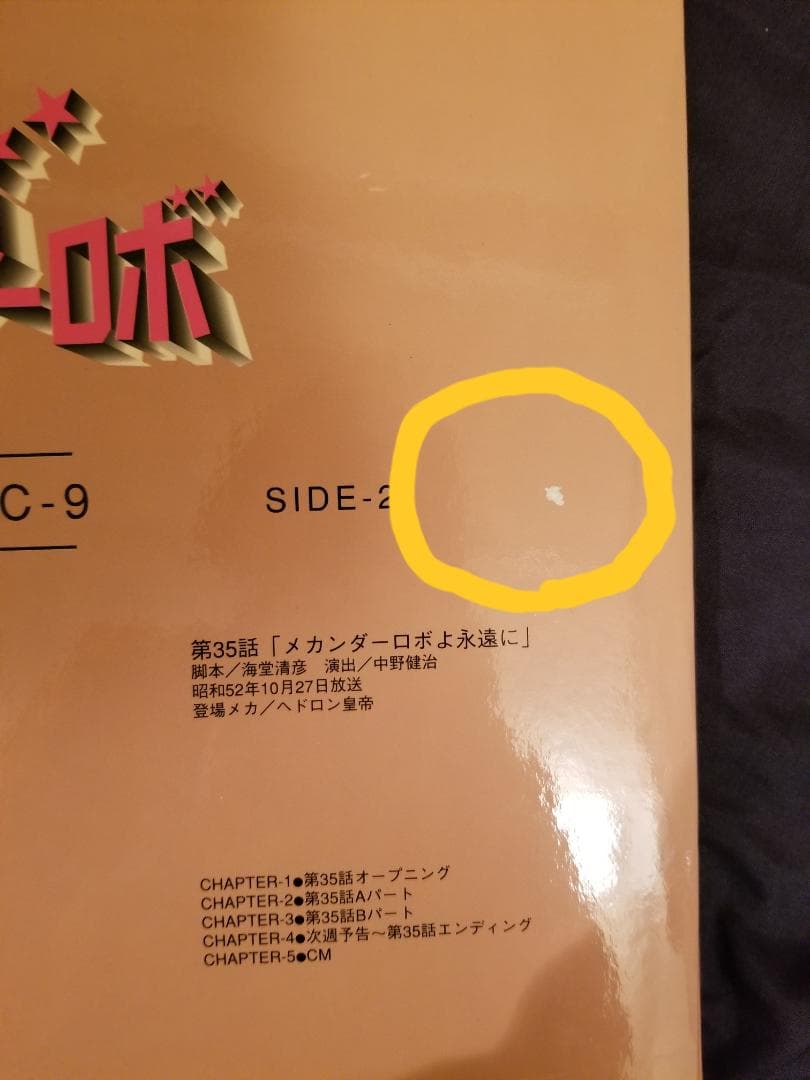 ーロボ
C-9
SIDE-2
第35話「メカンダーロボよ永遠に」
脚本／海堂清彦　演出／中野健治
昭和52年10月27日放送
登場メカ／ヘドロン皇帝
CHAPTER-1●第35話オープニング
CHAPTER-2●第35話Aパート
CHAPTER-3●第35話Bパート
CHAPTER-4●次週予告～第35話エンディング
CHAPTER-5●CM